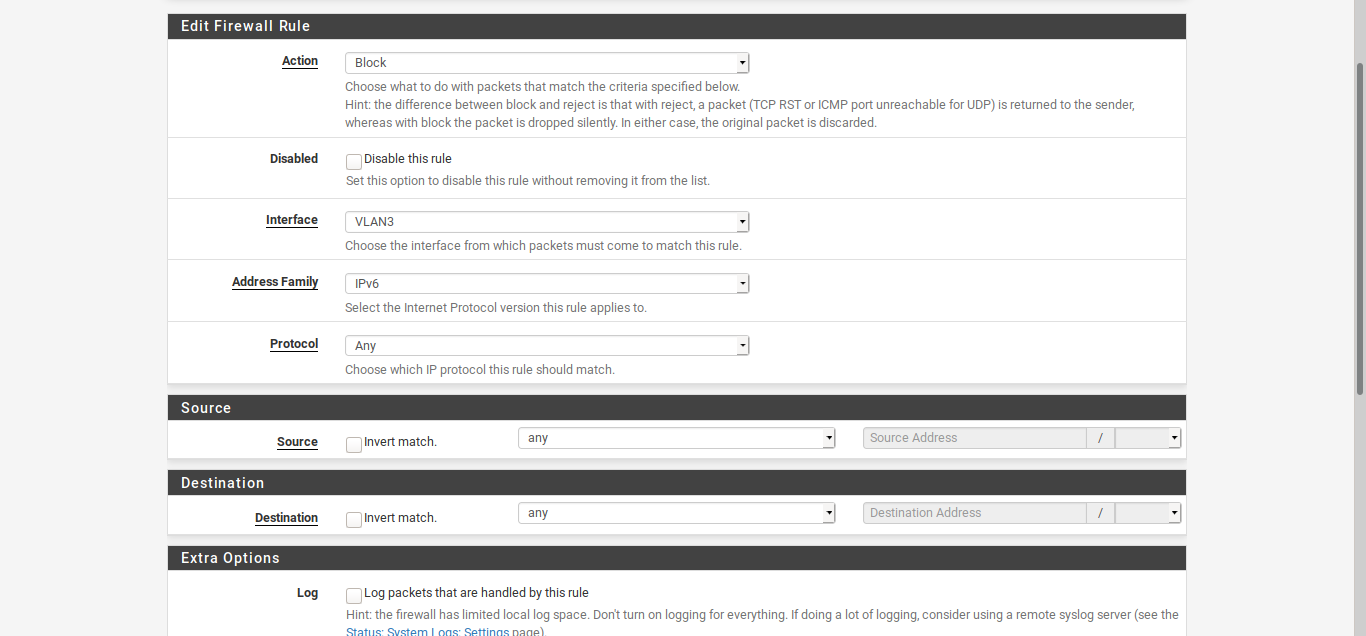 Edit Firewall Rule
Action
Block
Choose what to do with packets that match the criteria specified below.
Hint: the difference between block and reject is that with reject, a packet (TCP RST or ICMP port unreachable for UDP) is returned to the sender,
whereas with block the packet is dropped silently. In either case, the original packet is discarded.
Disabled
Disable this rule
Set this option to disable this rule without removing it from the list.
Interface
VLAN3
Choose the interface from which packets must come to match this rule.
Address Family
IPv6
Select the Internet Protocol version this rule applies to.
Protocol
Any
Choose which IP protocol this rule should match.
Source
Source Invert match. any Source Address /
Destination
Destination Invert match. any Destination Address /
Extra Options
Log
Log packets that are handled by this rule
Hint: the firewall has limited local log space. Don't turn on logging for everything. If doing a lot of logging, consider using a remote syslog server (see the
Status: System Logs: Settings page).